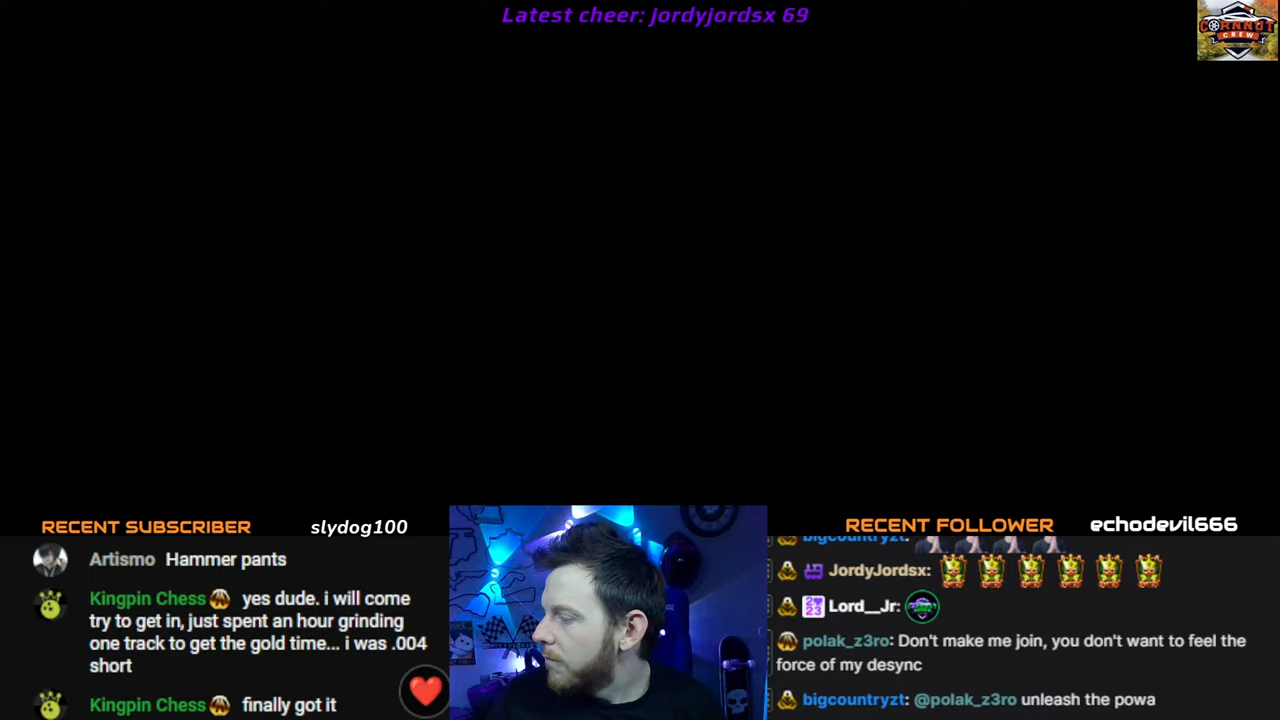 Latest cheer: jordyjordsx 69
CORNNUT
CREW
RECENT SUBSCRIBER slydog100
Artismo Hammer pants
Kingpin Chess yes dude. i will come
try to get in, just spent an hour grinding
one track to get the gold time... i was .004
short
Kingpin Chess finally got it
RECENT FOLLOWER echodevil666
bigcountryzt:
JordyJordsx:
Lord__Jr:
polak_z3ro: Don't make me join, you don't want to feel the
force of my desync
bigcountryzt: @polak_z3ro unleash the powa